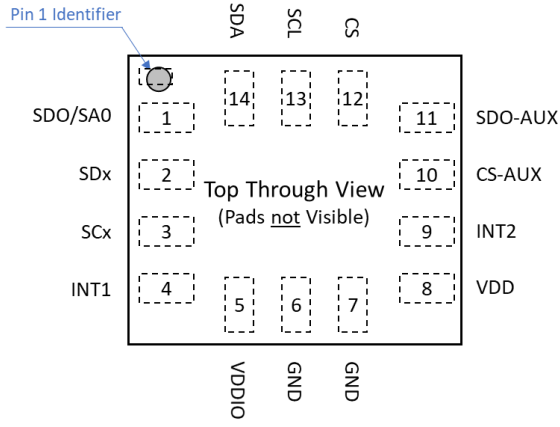 Pin 1 Identifier
SDA
SCL
CS
14
13
12
SDO/SA0
1
11
SDO-AUX
SDx
2
10
CS-AUX
Top Through View
(Pads not Visible)
SCx
3
9
INT2
INT1
4
8
VDD
5
6
7
VDDIO
GND
GND